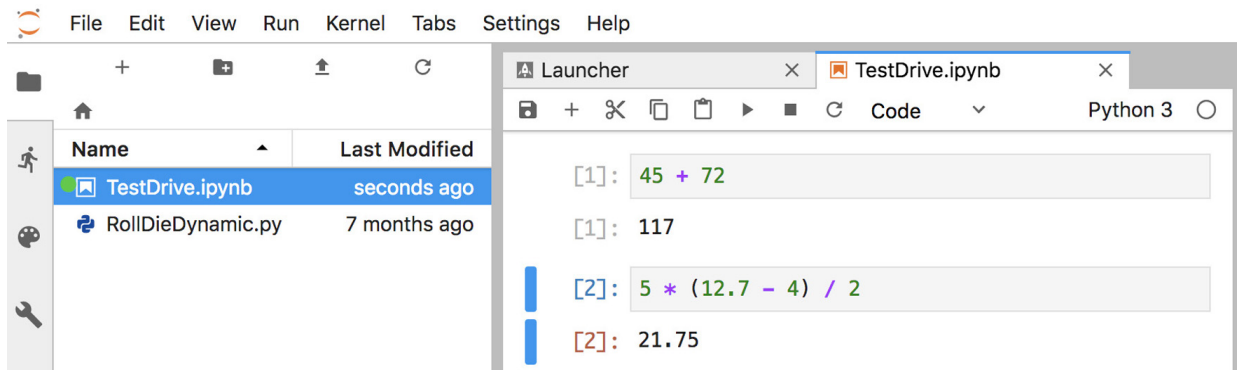 File Edit View Run Kernel Tabs Settings Help
Launcher TestDrive.ipynb
Code Python 3
Name Last Modified
TestDrive.ipynb seconds ago
RollDieDynamic.py 7 months ago
[1]: 45 + 72
[1]: 117
[2]: 5 * (12.7 - 4) / 2
[2]: 21.75